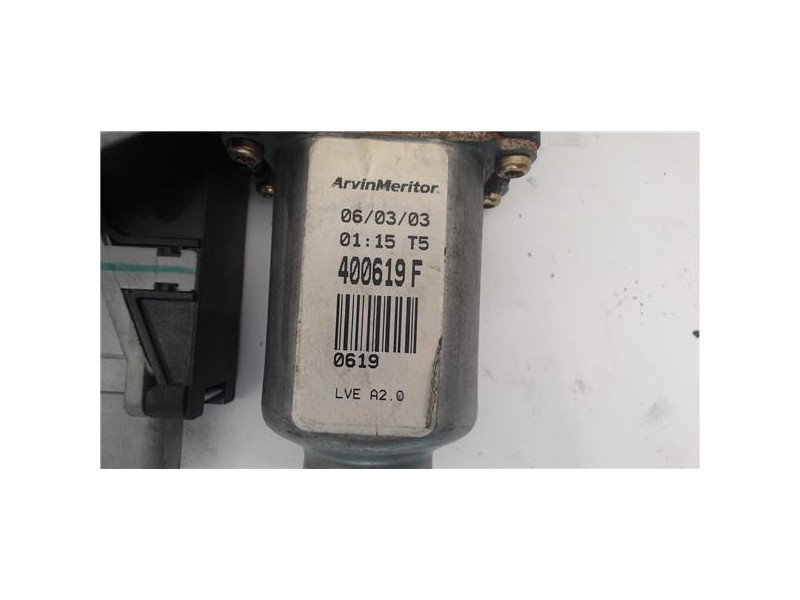 ArvinMeritor
06/03/03
01:15 T5
400619 F
0619
LVE A2.0